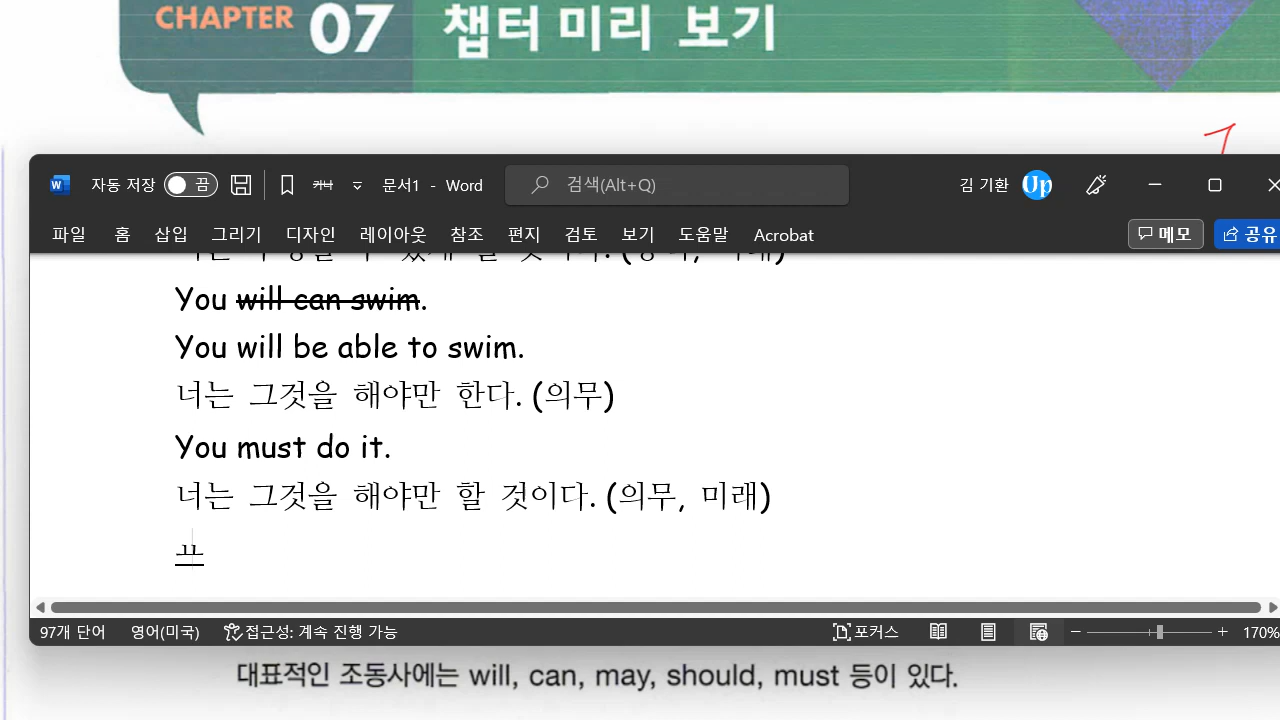 CHAPTER 07 챕터 미리 보기
자동 저장 끔 가나 문서1 - Word 검색(Alt+Q) 김 기환 Up
파일 홈 삽입 그리기 디자인 레이아웃 참조 편지 검토 보기 도움말 Acrobat 메모 공유
You will can swim.
You will be able to swim.
너는 그것을 해야만 한다. (의무)
You must do it.
너는 그것을 해야만 할 것이다. (의무, 미래)
ㅛ
97개 단어 영어(미국) 접근성: 계속 진행 가능 포커스 170%
대표적인 조동사에는 will, can, may, should, must 등이 있다.